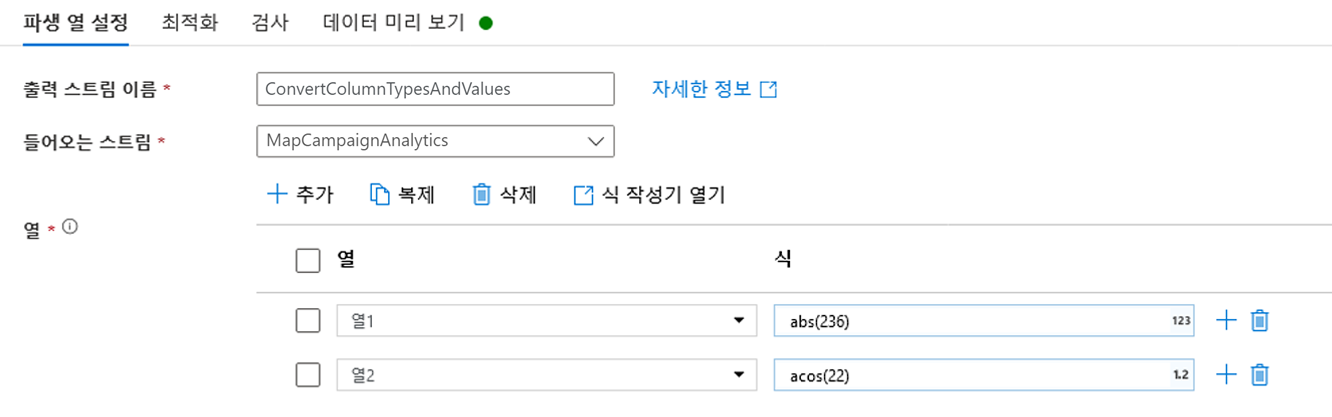 파생 열 설정 최적화 검사 데이터 미리 보기
출력 스트림 이름 * ConvertColumnTypesAndValues 자세한 정보
들어오는 스트림 * MapCampaignAnalytics
추가 복제 삭제 식 작성기 열기
열 *
열 식
열1 abs(236) 123
열2 acos(22) 1.2